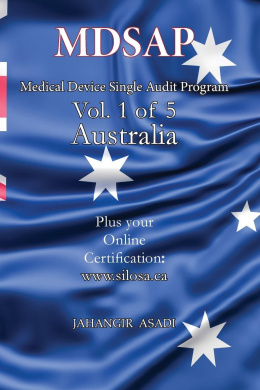 MDSAP
Medical Device Single Audit Program
Vol. 1 of 5
Australia
Plus your
Online
Certification:
www.silosa.ca
JAHANGIR ASADI